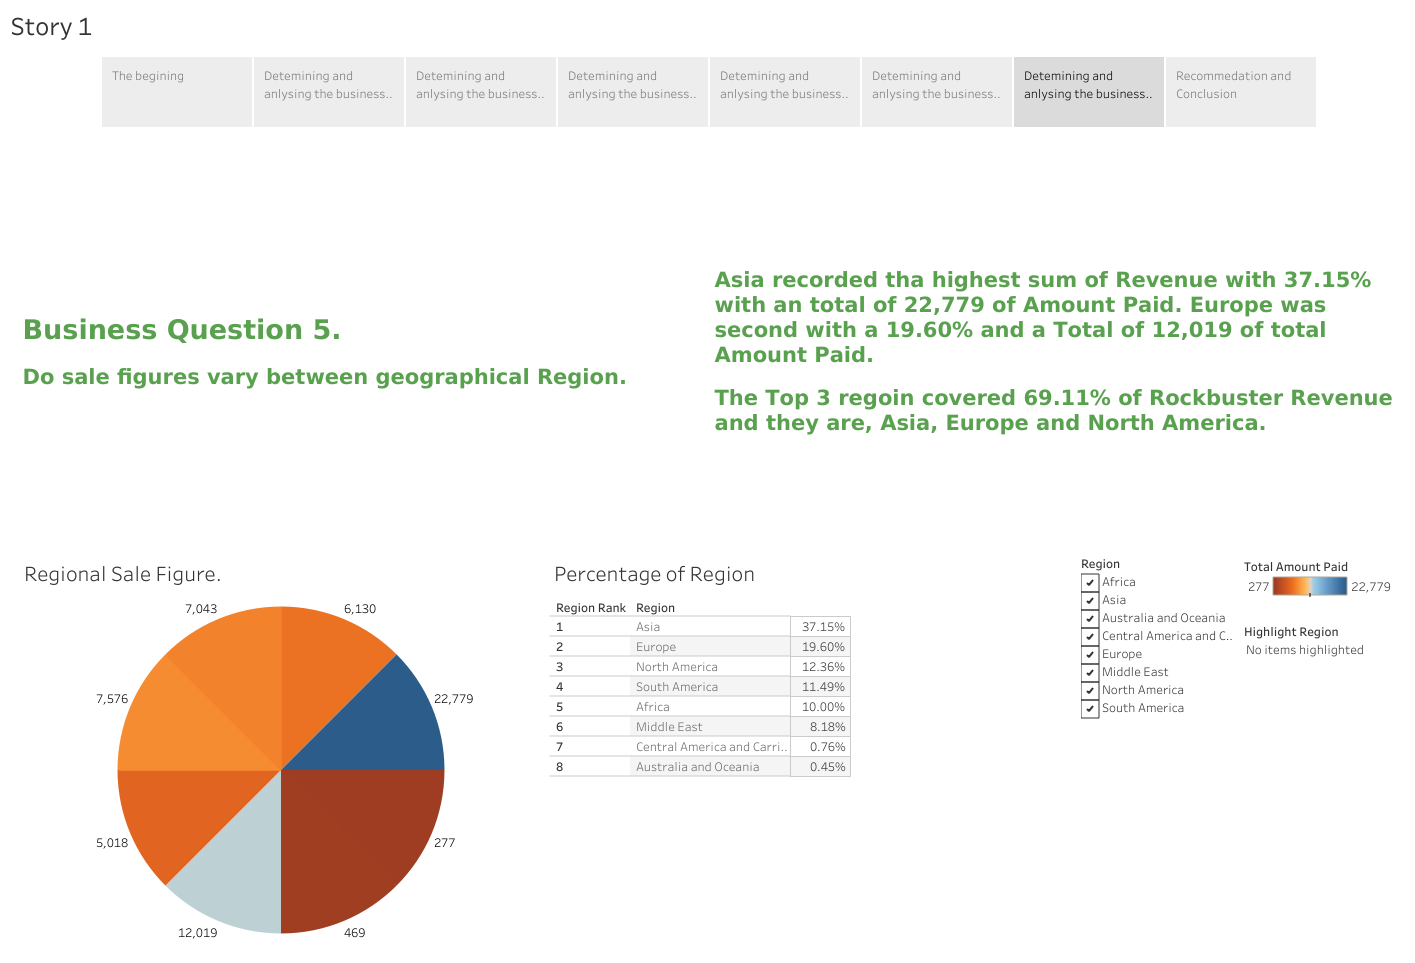 Story 1
The begining
Detemining and
anlysing the business..
Detemining and
anlysing the business..
Detemining and
anlysing the business..
Detemining and
anlysing the business..
Detemining and
anlysing the business..
Detemining and
anlysing the business..
Recommedation and
Conclusion
Business Question 5.
Do sale figures vary between geographical Region.
Asia recorded tha highest sum of Revenue with 37.15%
with an total of 22,779 of Amount Paid. Europe was
second with a 19.60% and a Total of 12,019 of total
Amount Paid.
The Top 3 regoin covered 69.11% of Rockbuster Revenue
and they are, Asia, Europe and North America.
Regional Sale Figure.
7,043
6,130
7,576
22,779
5,018
277
12,019
469
Percentage of Region
Region Rank Region
1 Asia 37.15%
2 Europe 19.60%
3 North America 12.36%
4 South America 11.49%
5 Africa 10.00%
6 Middle East 8.18%
7 Central America and Carri.. 0.76%
8 Australia and Oceania 0.45%
Region
Africa
Asia
Australia and Oceania
Central America and C..
Europe
Middle East
North America
South America
Total Amount Paid
277 22,779
Highlight Region
No items highlighted